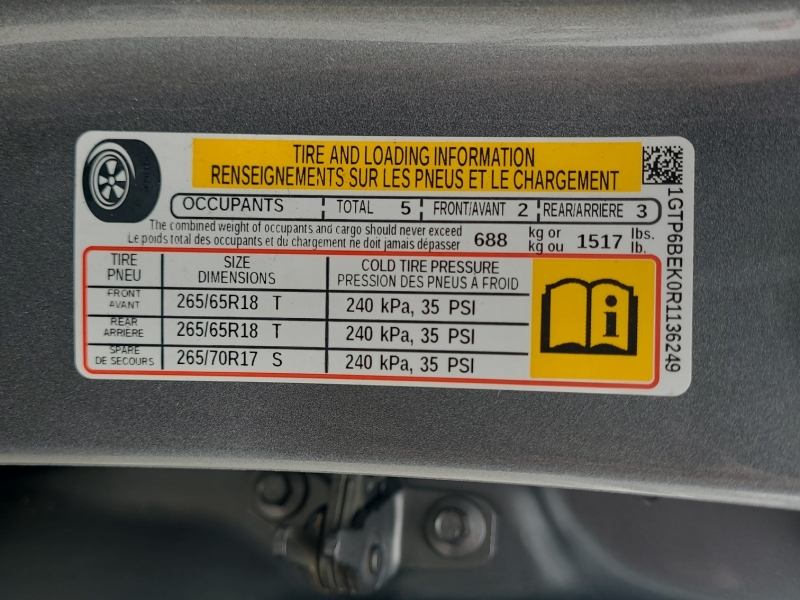 TIRE AND LOADING INFORMATION
RENSEIGNEMENTS SUR LES PNEUS ET LE CHARGEMENT
OCCUPANTS TOTAL 5 FRONT/AVANT 2 REAR/ARRIÈRE 3
The combined weight of occupants and cargo should never exceed 688 kg or 1517 lbs.
Le poids total des occupants et du chargement ne doit jamais dépasser kg ou lb.
TIRE SIZE COLD TIRE PRESSURE
PNEU DIMENSIONS PRESSION DES PNEUS A FROID
FRONT
AVANT 265/65R18 T 240 kPa, 35 PSI
REAR
ARRIERE 265/65R18 T 240 kPa, 35 PSI
SPARE
DE SECOURS 265/70R17 S 240 kPa, 35 PSI
1GTP6BEK0R1136249